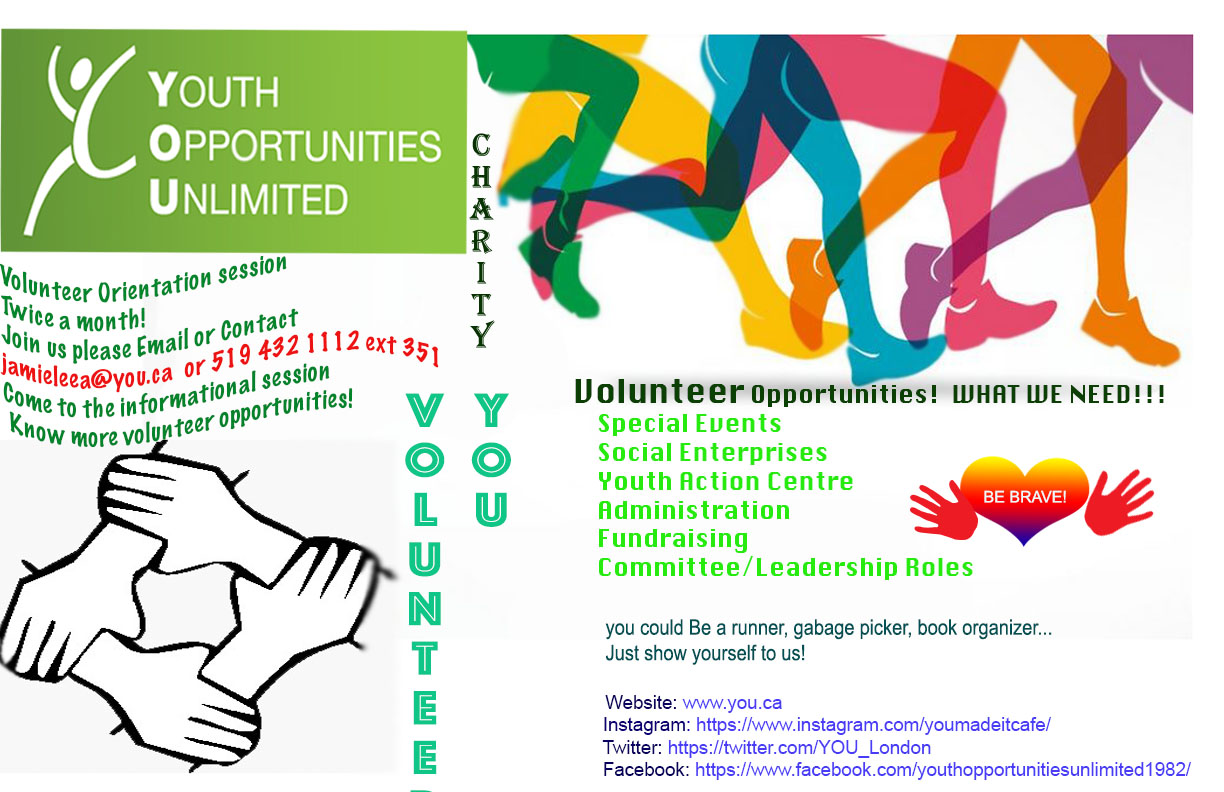 YOUTH
OPPORTUNITIES
UNLIMITED
CHARITY
Volunteer Orientation session
Twice a month!
Join us please Email or Contact
jamieleea@you.ca or 519 432 1112 ext 351
Come to the informational session
Know more volunteer opportunities!
VOLUNTEER
YOU
Volunteer Opportunities! WHAT WE NEED!!!
Special Events
Social Enterprises
Youth Action Centre
Administration
Fundraising
Committee/Leadership Roles
BE BRAVE!
you could Be a runner, gabage picker, book organizer...
Just show yourself to us!
Website: www.you.ca
Instagram: https://www.instagram.com/youmadeitcafe/
Twitter: https://twitter.com/YOU_London
Facebook: https://www.facebook.com/youthopportunitiesunlimited1982/